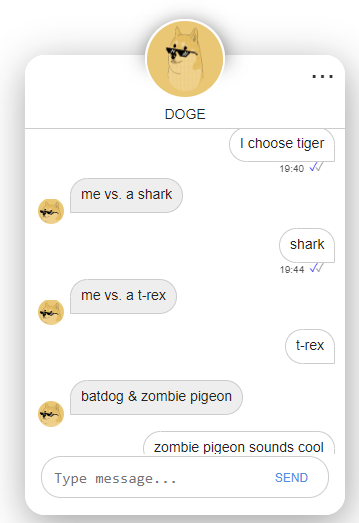 DOGE
...
I choose tiger
19:40
me vs. a shark
shark
19:44
me vs. a t-rex
t-rex
batdog & zombie pigeon
zombie pigeon sounds cool
Type message... SEND